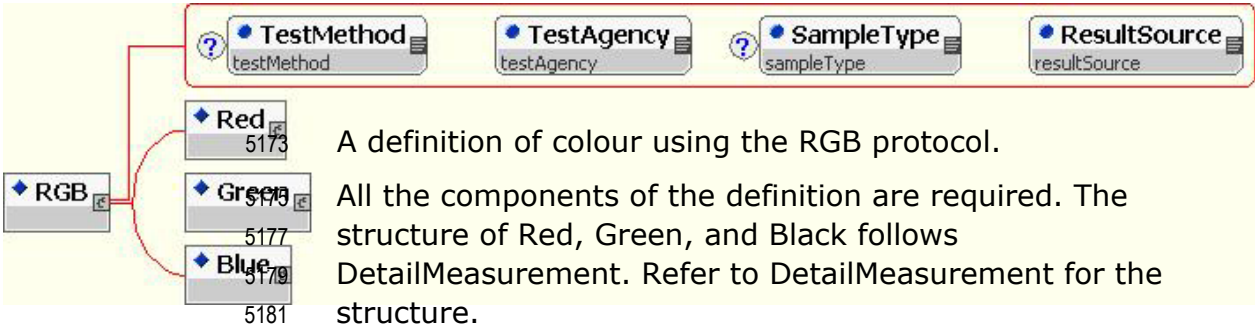 ? TestMethod TestAgency ? SampleType ResultSource
testMethod testAgency sampleType resultSource
Red
5173 A definition of colour using the RGB protocol.
RGB
Green
5175 All the components of the definition are required. The
5177 structure of Red, Green, and Black follows
Blue
5179 DetailMeasurement. Refer to DetailMeasurement for the
5181 structure.